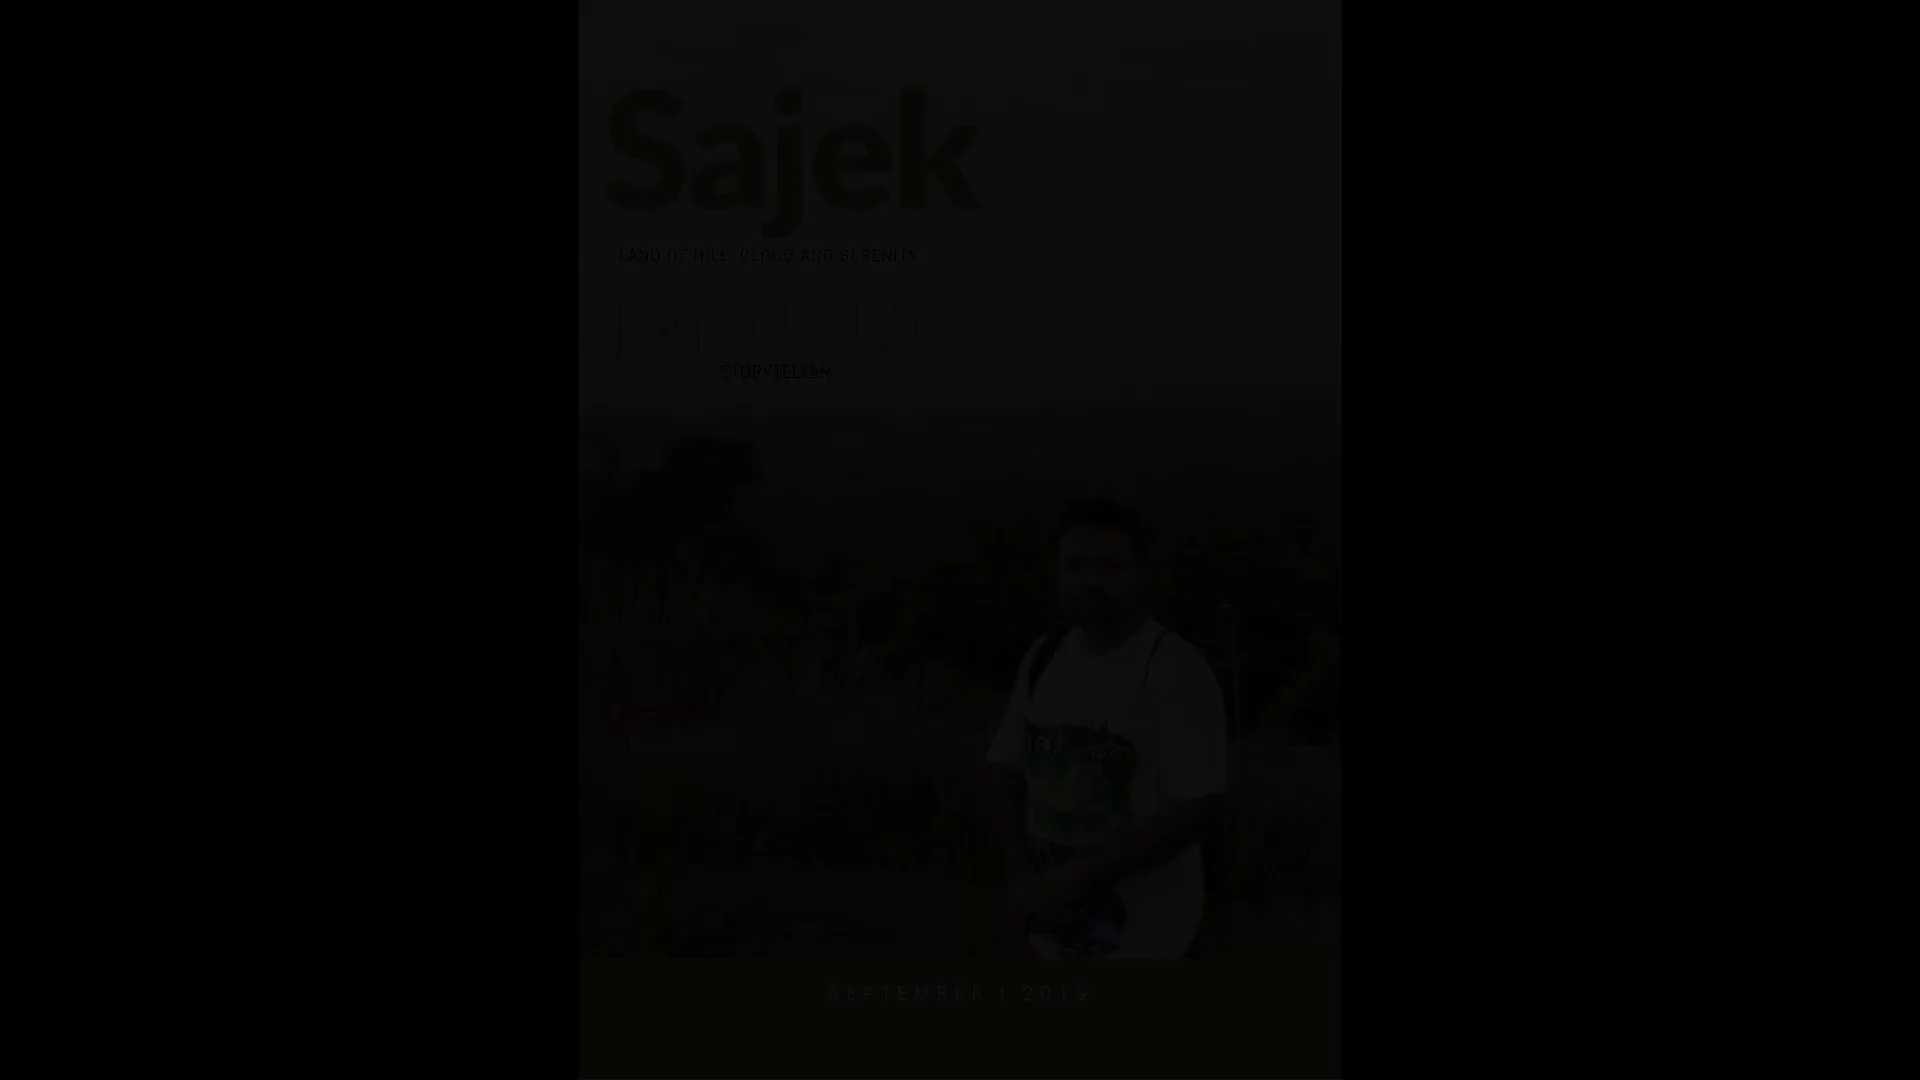 Sajek
LAND OF HILL, CLOUD AND SERENITY
STORYTELLER
SEPTEMBER | 2019